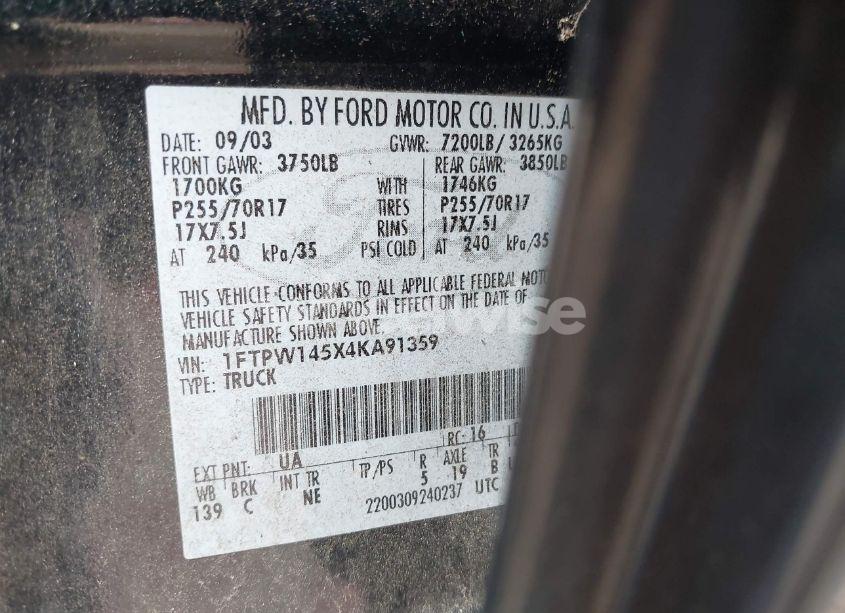 MFD. BY FORD MOTOR CO. IN U.S.A.
DATE: 09/03 GVWR: 7200LB/ 3265KG
FRONT GAWR: 3750LB REAR GAWR: 3850LB
1700KG WITH 1746KG
P255/70R17 TIRES P255/70R17
17X7.5J RIMS 17X7.5J
AT 240 kPa/35 PSI COLD AT 240 kPa/35
THIS VEHICLE CONFORMS TO ALL APPLICABLE FEDERAL MOTOR
VEHICLE SAFETY STANDARDS IN EFFECT ON THE DATE OF
MANUFACTURE SHOWN ABOVE.
VIN: 1FTPW145X4KA91359
TYPE: TRUCK
RC: 16
EXT PNT: UA
WB BRK INT TR TP/PS R AXLE TR
139 C NE 5 19 B
2200309240237 UTC